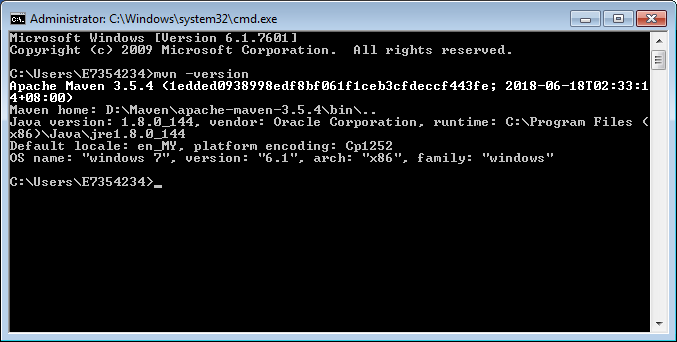 Administrator: C:\Windows\system32\cmd.exe
Microsoft Windows [Version 6.1.7601]
Copyright (c) 2009 Microsoft Corporation.  All rights reserved.
C:\Users\E7354234>mvn -version
Apache Maven 3.5.4 (1edded0938998edf8bf061f1ceb3cfdeccf443fe; 2018-06-18T02:33:1
4+08:00)
Maven home: D:\Maven\apache-maven-3.5.4\bin\..
Java version: 1.8.0_144, vendor: Oracle Corporation, runtime: C:\Program Files (
x86)\Java\jre1.8.0_144
Default locale: en_MY, platform encoding: Cp1252
OS name: "windows 7", version: "6.1", arch: "x86", family: "windows"
C:\Users\E7354234>_